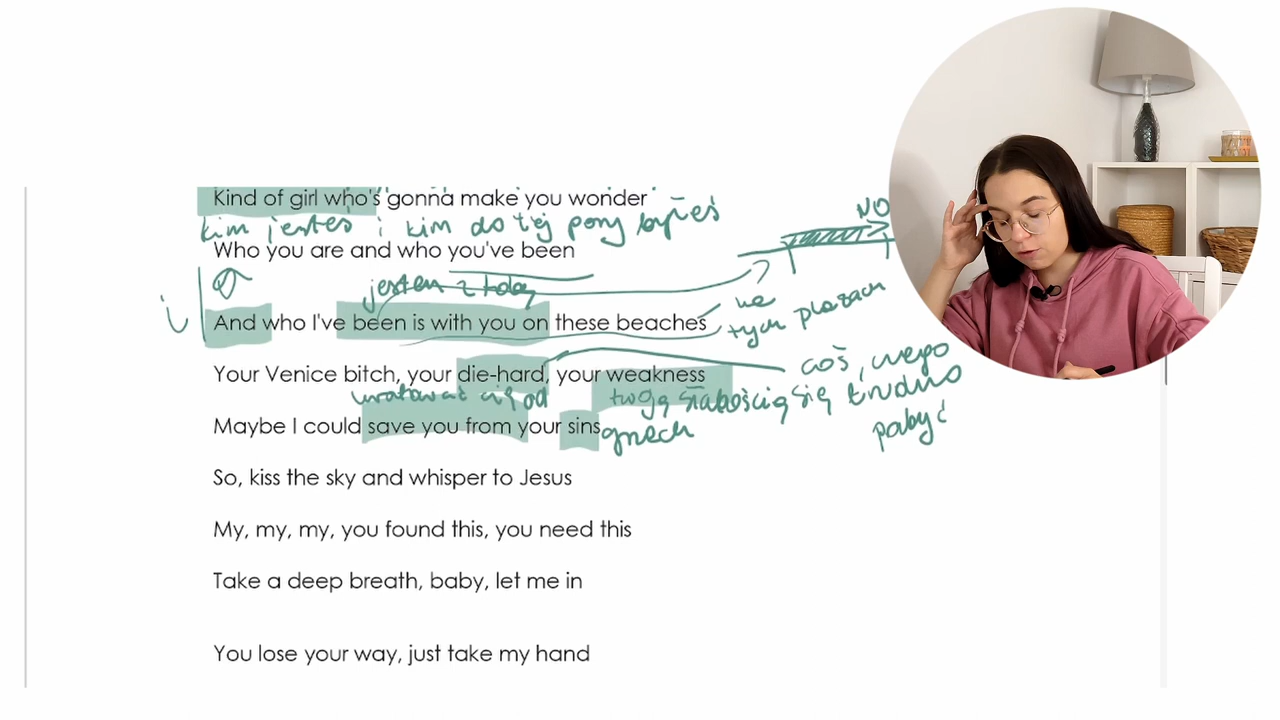 Kind of girl who's gonna make you wonder
kim jesteś i kim do tej pory byłeś
Who you are and who you've been
jestem z tobą
i
And who I've been is with you on these beaches
na
tych plażach
NO
Your Venice bitch, your die-hard, your weakness
coś, czego
się trudno
pobyć
uratować cię od
twoją słabością
Maybe I could save you from your sins
grzech
So, kiss the sky and whisper to Jesus
My, my, my, you found this, you need this
Take a deep breath, baby, let me in
You lose your way, just take my hand